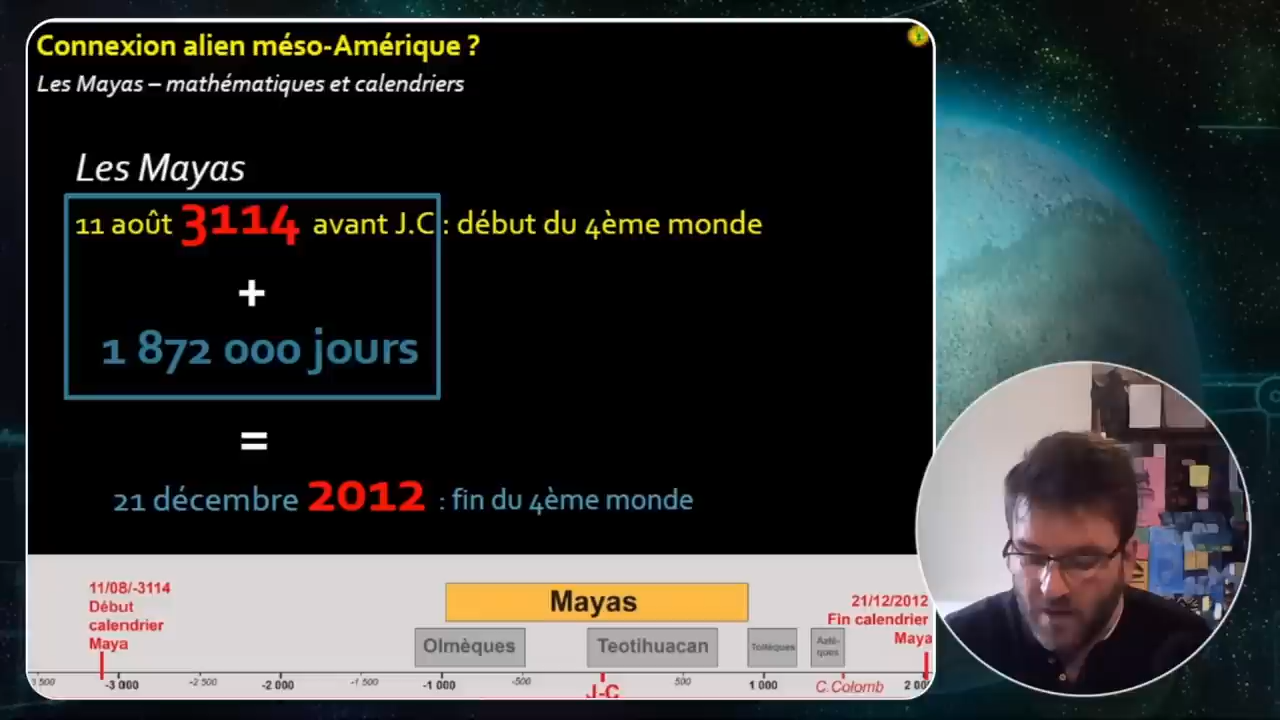 Connexion alien méso-Amérique ?
Les Mayas – mathématiques et calendriers
Les Mayas
11 août 3114 avant J.C : début du 4ème monde
+
1 872 000 jours
=
21 décembre 2012 : fin du 4ème monde
11/08/-3114
Début
calendrier
Maya
Mayas
21/12/2012
Fin calendrier
Maya
Olmèques
Teotihuacan
Toltèques
Aztè-
ques
-3 000 -2 500 -2 000 -1 500 -1 000 -500 J-C 500 1 000 C.Colomb